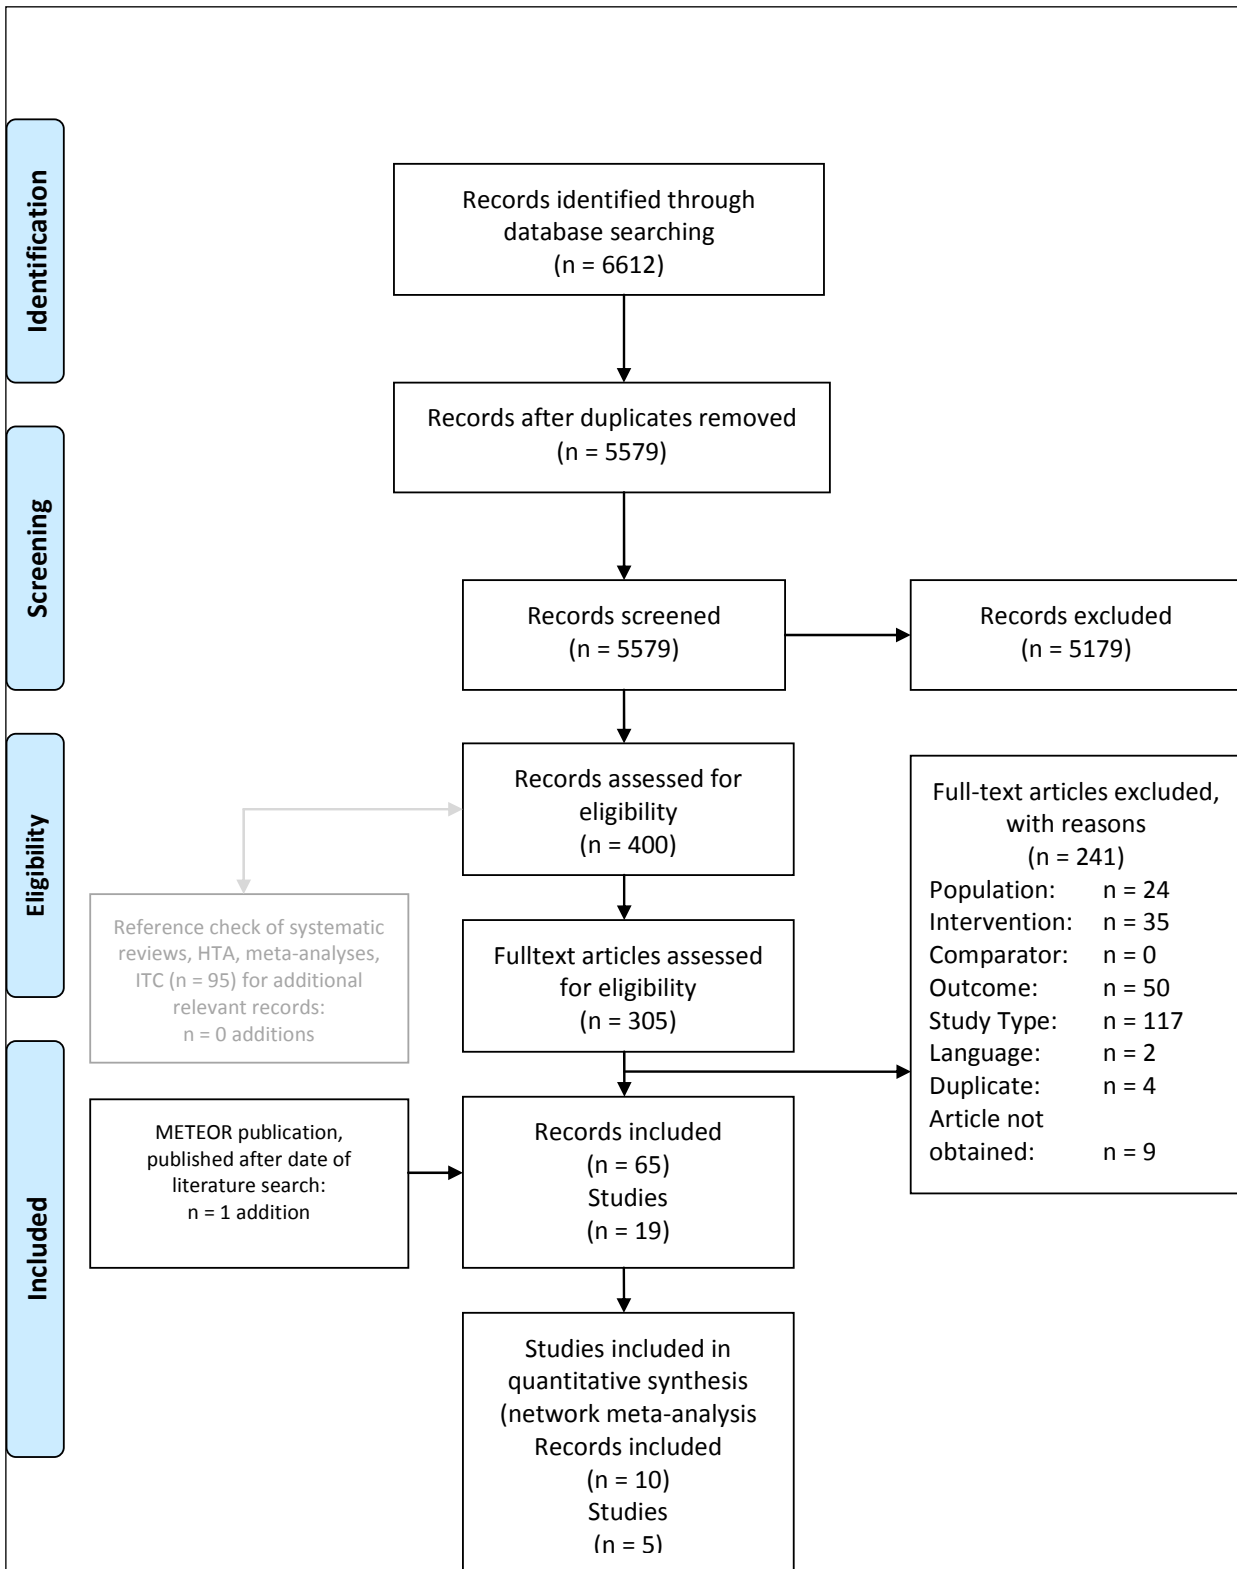 Identification
Records identified through
database searching
(n = 6612)
Records after duplicates removed
(n = 5579)
Screening
Records screened
(n = 5579)
Records excluded
(n = 5179)
Eligibility
Records assessed for
eligibility
(n = 400)
Reference check of systematic
reviews, HTA, meta-analyses,
ITC (n = 95) for additional
relevant records:
n = 0 additions
Fulltext articles assessed
for eligibility
(n = 305)
Full-text articles excluded,
with reasons
(n = 241)
Population: n = 24
Intervention: n = 35
Comparator: n = 0
Outcome: n = 50
Study Type: n = 117
Language: n = 2
Duplicate: n = 4
Article not
obtained: n = 9
Included
METEOR publication,
published after date of
literature search:
n = 1 addition
Records included
(n = 65)
Studies
(n = 19)
Studies included in
quantitative synthesis
(network meta-analysis
Records included
(n = 10)
Studies
(n = 5)